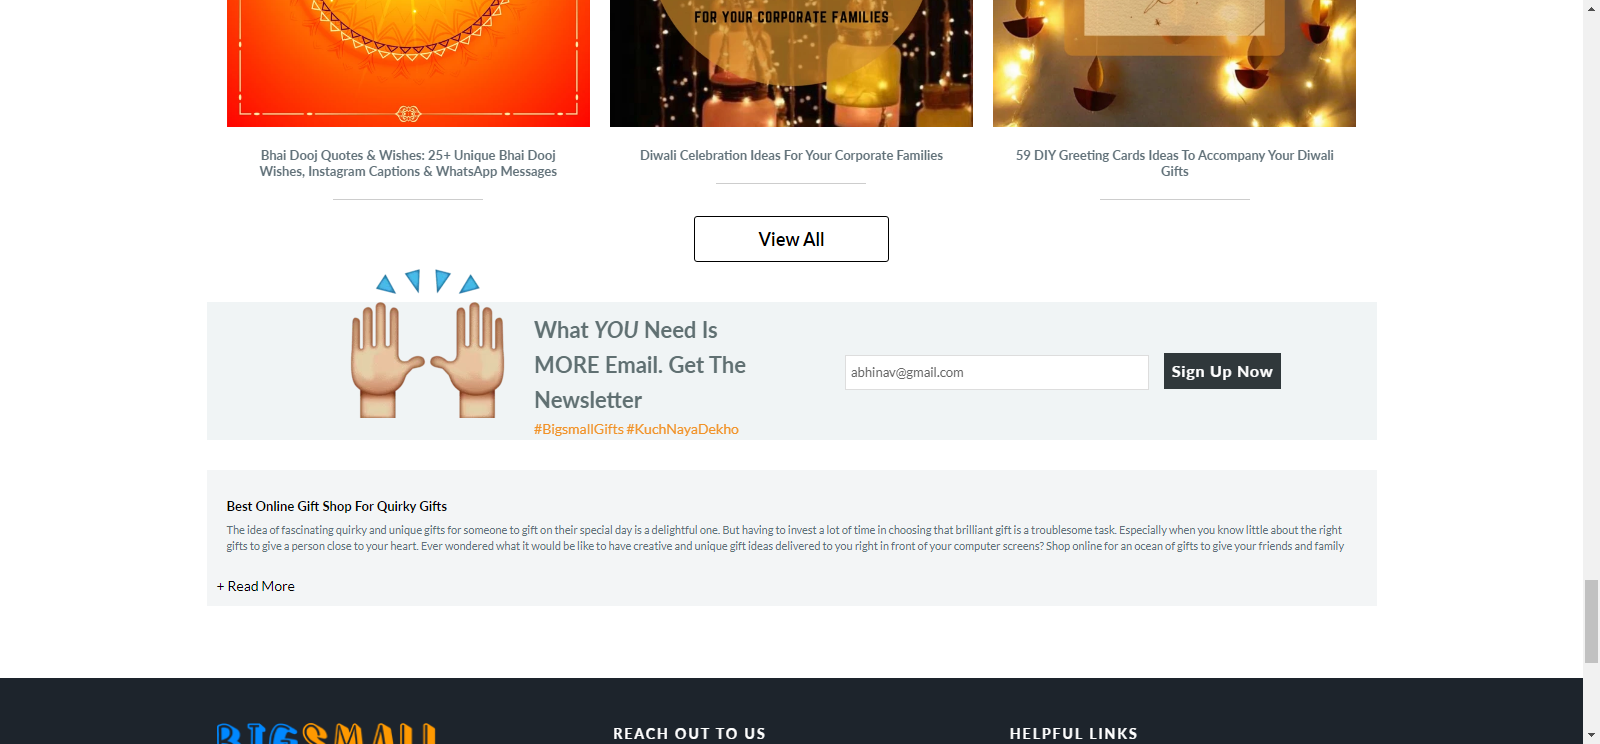 FOR YOUR CORPORATE FAMILIES
Bhai Dooj Quotes & Wishes: 25+ Unique Bhai Dooj
Wishes, Instagram Captions & WhatsApp Messages
Diwali Celebration Ideas For Your Corporate Families
59 DIY Greeting Cards Ideas To Accompany Your Diwali
Gifts
View All
What YOU Need Is
MORE Email. Get The
Newsletter
#BigsmallGifts #KuchNayaDekho
abhinav@gmail.com
Sign Up Now
Best Online Gift Shop For Quirky Gifts
The idea of fascinating quirky and unique gifts for someone to gift on their special day is a delightful one. But having to invest a lot of time in choosing that brilliant gift is a troublesome task. Especially when you know little about the right
gifts to give a person close to your heart. Ever wondered what it would be like to have creative and unique gift ideas delivered to you right in front of your computer screens? Shop online for an ocean of gifts to give your friends and family
+ Read More
BIGSMALL
REACH OUT TO US
HELPFUL LINKS